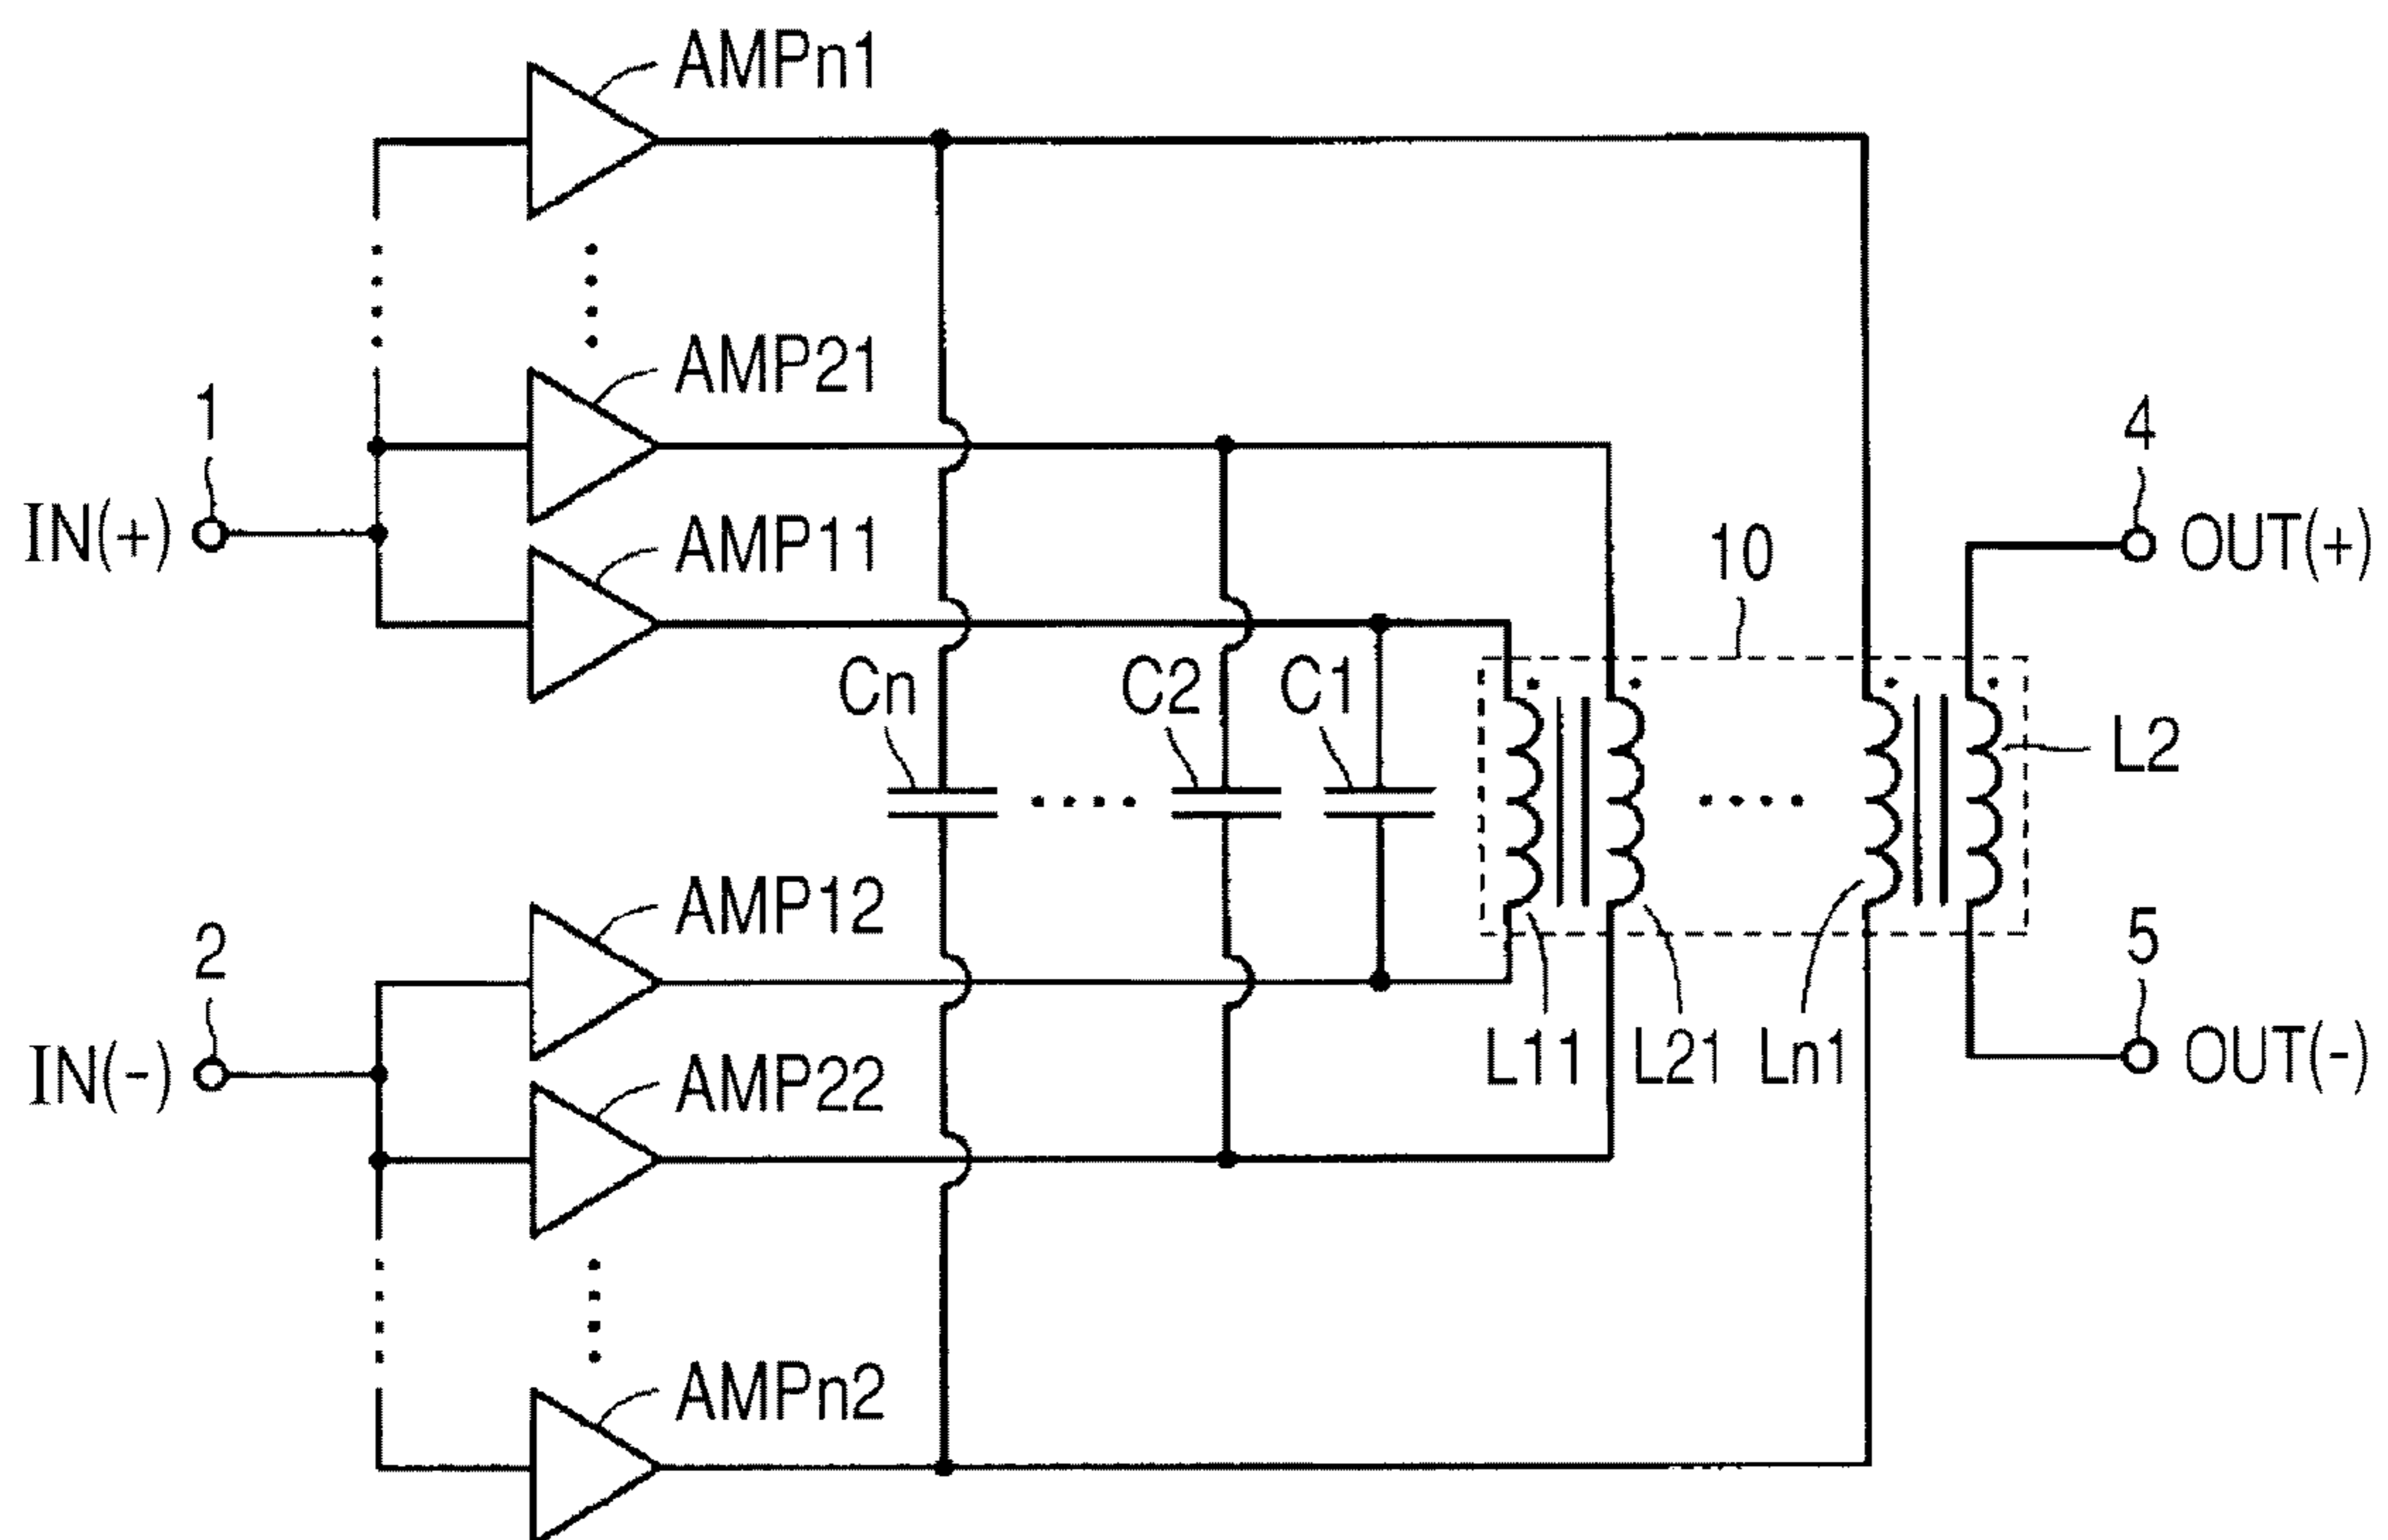 AMPn1
AMP21
1
4
IN(+)
AMP11
10
OUT(+)
Cn
C2
C1
L2
AMP12
2
5
IN(-)
AMP22
L11
L21
Ln1
OUT(-)
AMPn2